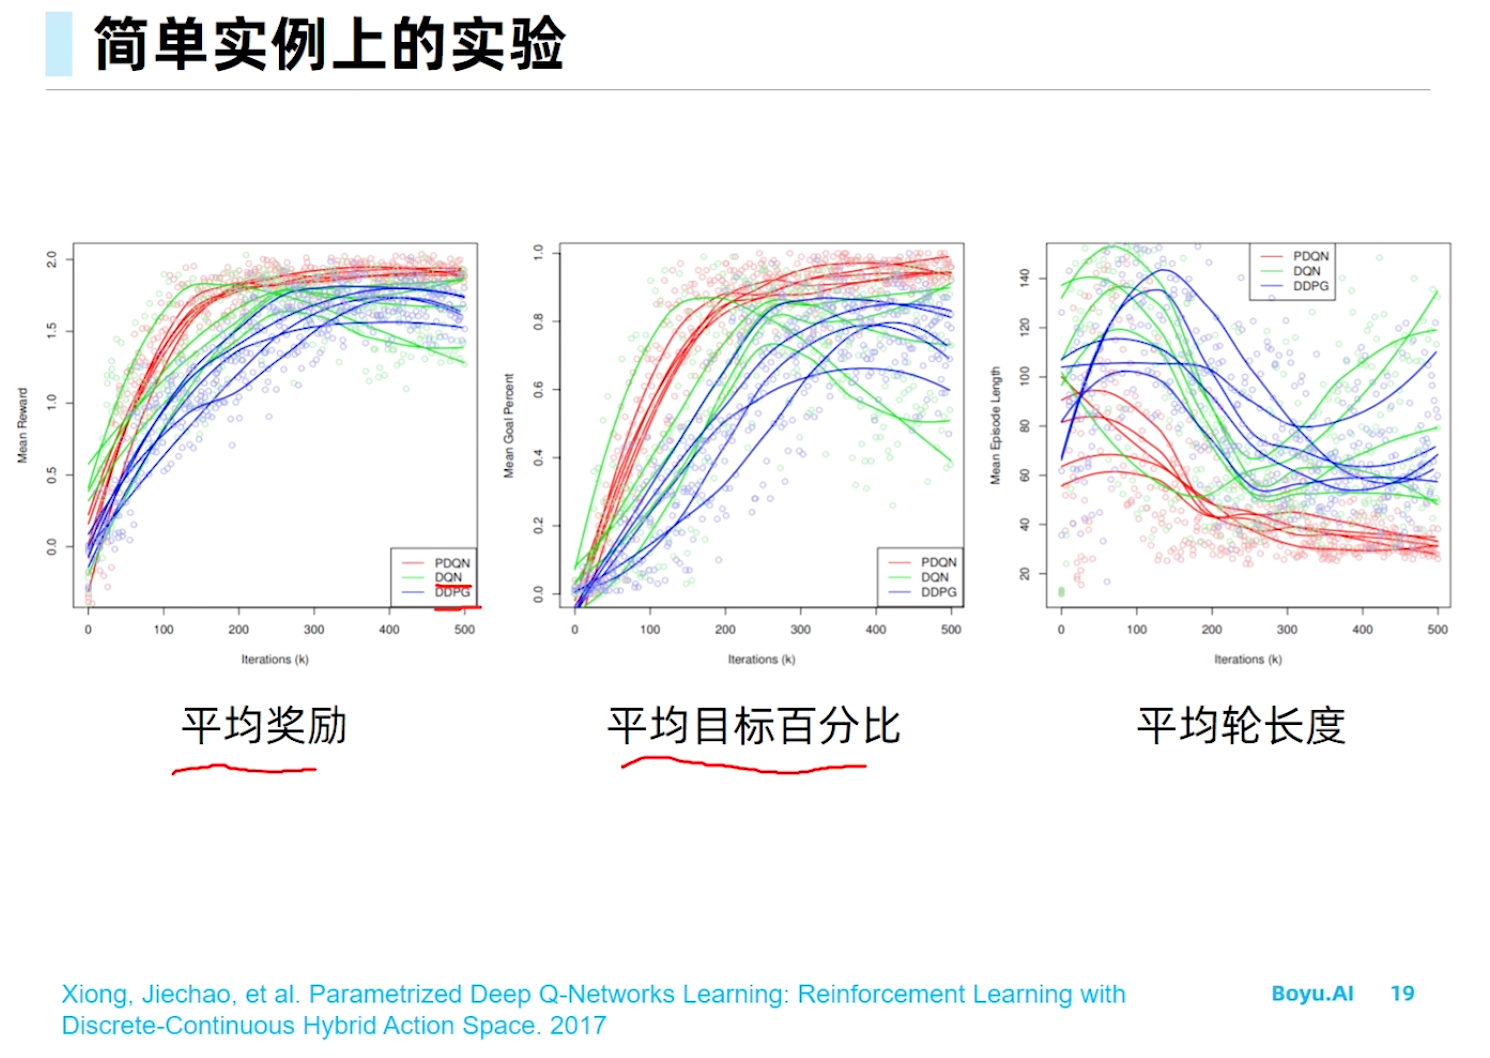 简单实例上的实验
Mean Reward
0.0
0.5
1.0
1.5
2.0
0 100 200 300 400 500
Iterations (k)
PDQN
DQN
DDPG
平均奖励
Mean Goal Percent
0.0
0.2
0.4
0.6
0.8
1.0
0 100 200 300 400 500
Iterations (k)
PDQN
DQN
DDPG
平均目标百分比
Mean Episode Length
20
40
60
80
100
120
140
0 100 200 300 400 500
Iterations (k)
PDQN
DQN
DDPG
平均轮长度
Xiong, Jiechao, et al. Parametrized Deep Q-Networks Learning: Reinforcement Learning with
Discrete-Continuous Hybrid Action Space. 2017
Boyu.AI 19